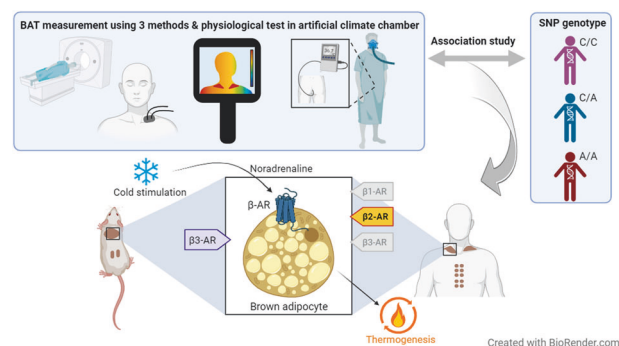 BAT measurement using 3 methods & physiological test in artificial climate chamber
SNP genotype
C/C
Association study
C/A
A/A
Noradrenaline
Cold stimulation
β-AR
β1-AR
β2-AR
β3-AR
β3-AR
Brown adipocyte
Thermogenesis
Created with BioRender.com